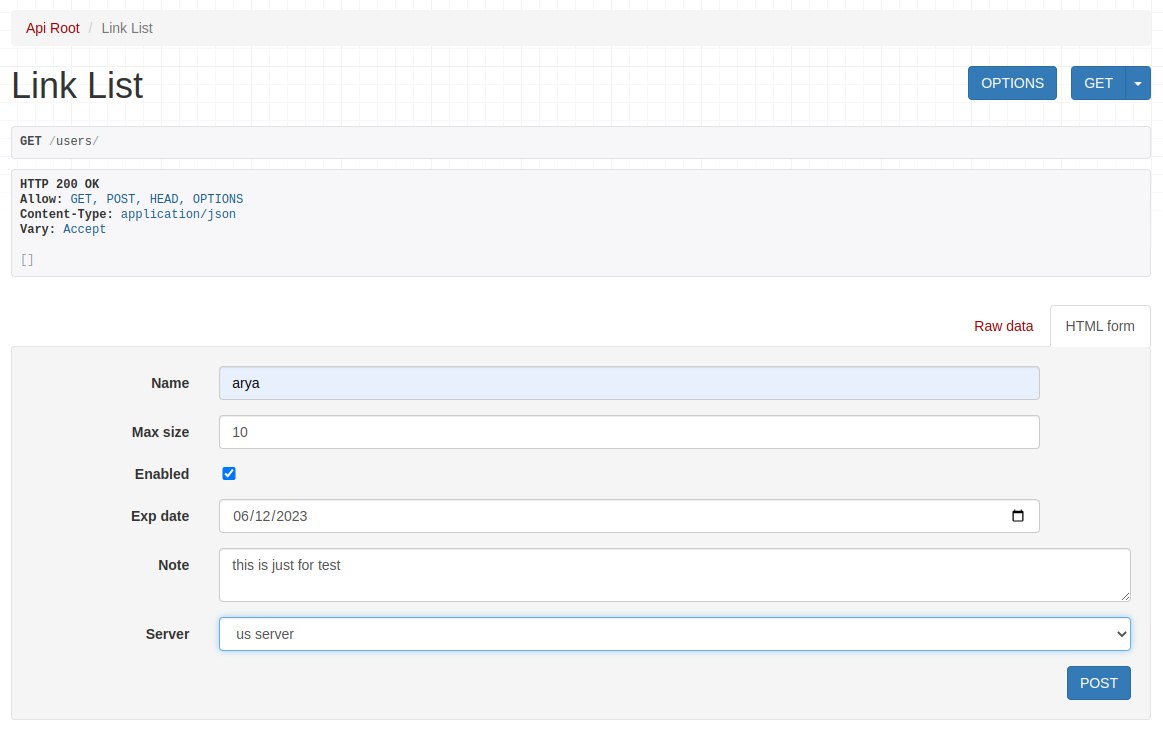 Api Root / Link List
Link List
OPTIONS
GET
GET /users/
HTTP 200 OK
Allow: GET, POST, HEAD, OPTIONS
Content-Type: application/json
Vary: Accept
[]
Raw data
HTML form
Name
arya
Max size
10
Enabled
Exp date
06/12/2023
Note
this is just for test
Server
us server
POST